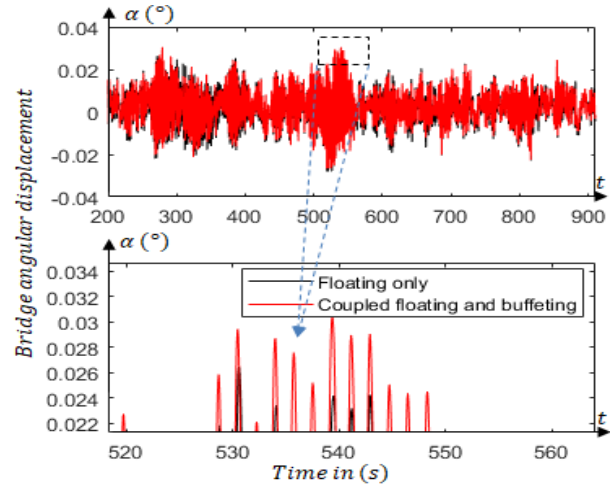 α (°)
0.04
0.02
0
-0.02
-0.04
200 300 400 500 600 700 800 900
t
Bridge angular displacement
α (°)
0.034
0.032
0.03
0.028
0.026
0.024
0.022
Floating only
Coupled floating and buffeting
520 530 540 550 560
t
Time in (s)